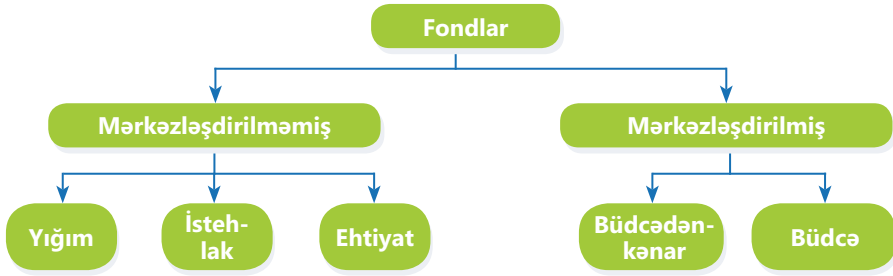 Fondlar
Mərkəzləşdirilməmiş
Mərkəzləşdirilmiş
Yığım
İsteh-
lak
Ehtiyat
Büdcədən-
kənar
Büdcə